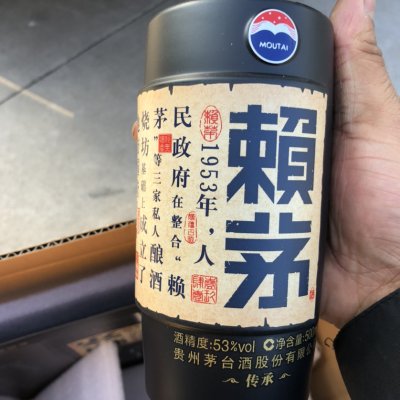 MOUTAI
賴茅
1953年，人
民政府在整合“賴
茅”等三家私人酿酒
烧坊基础上成立了
酒精度:53%vol
净含量:500
贵州茅台酒股份有限公
传承